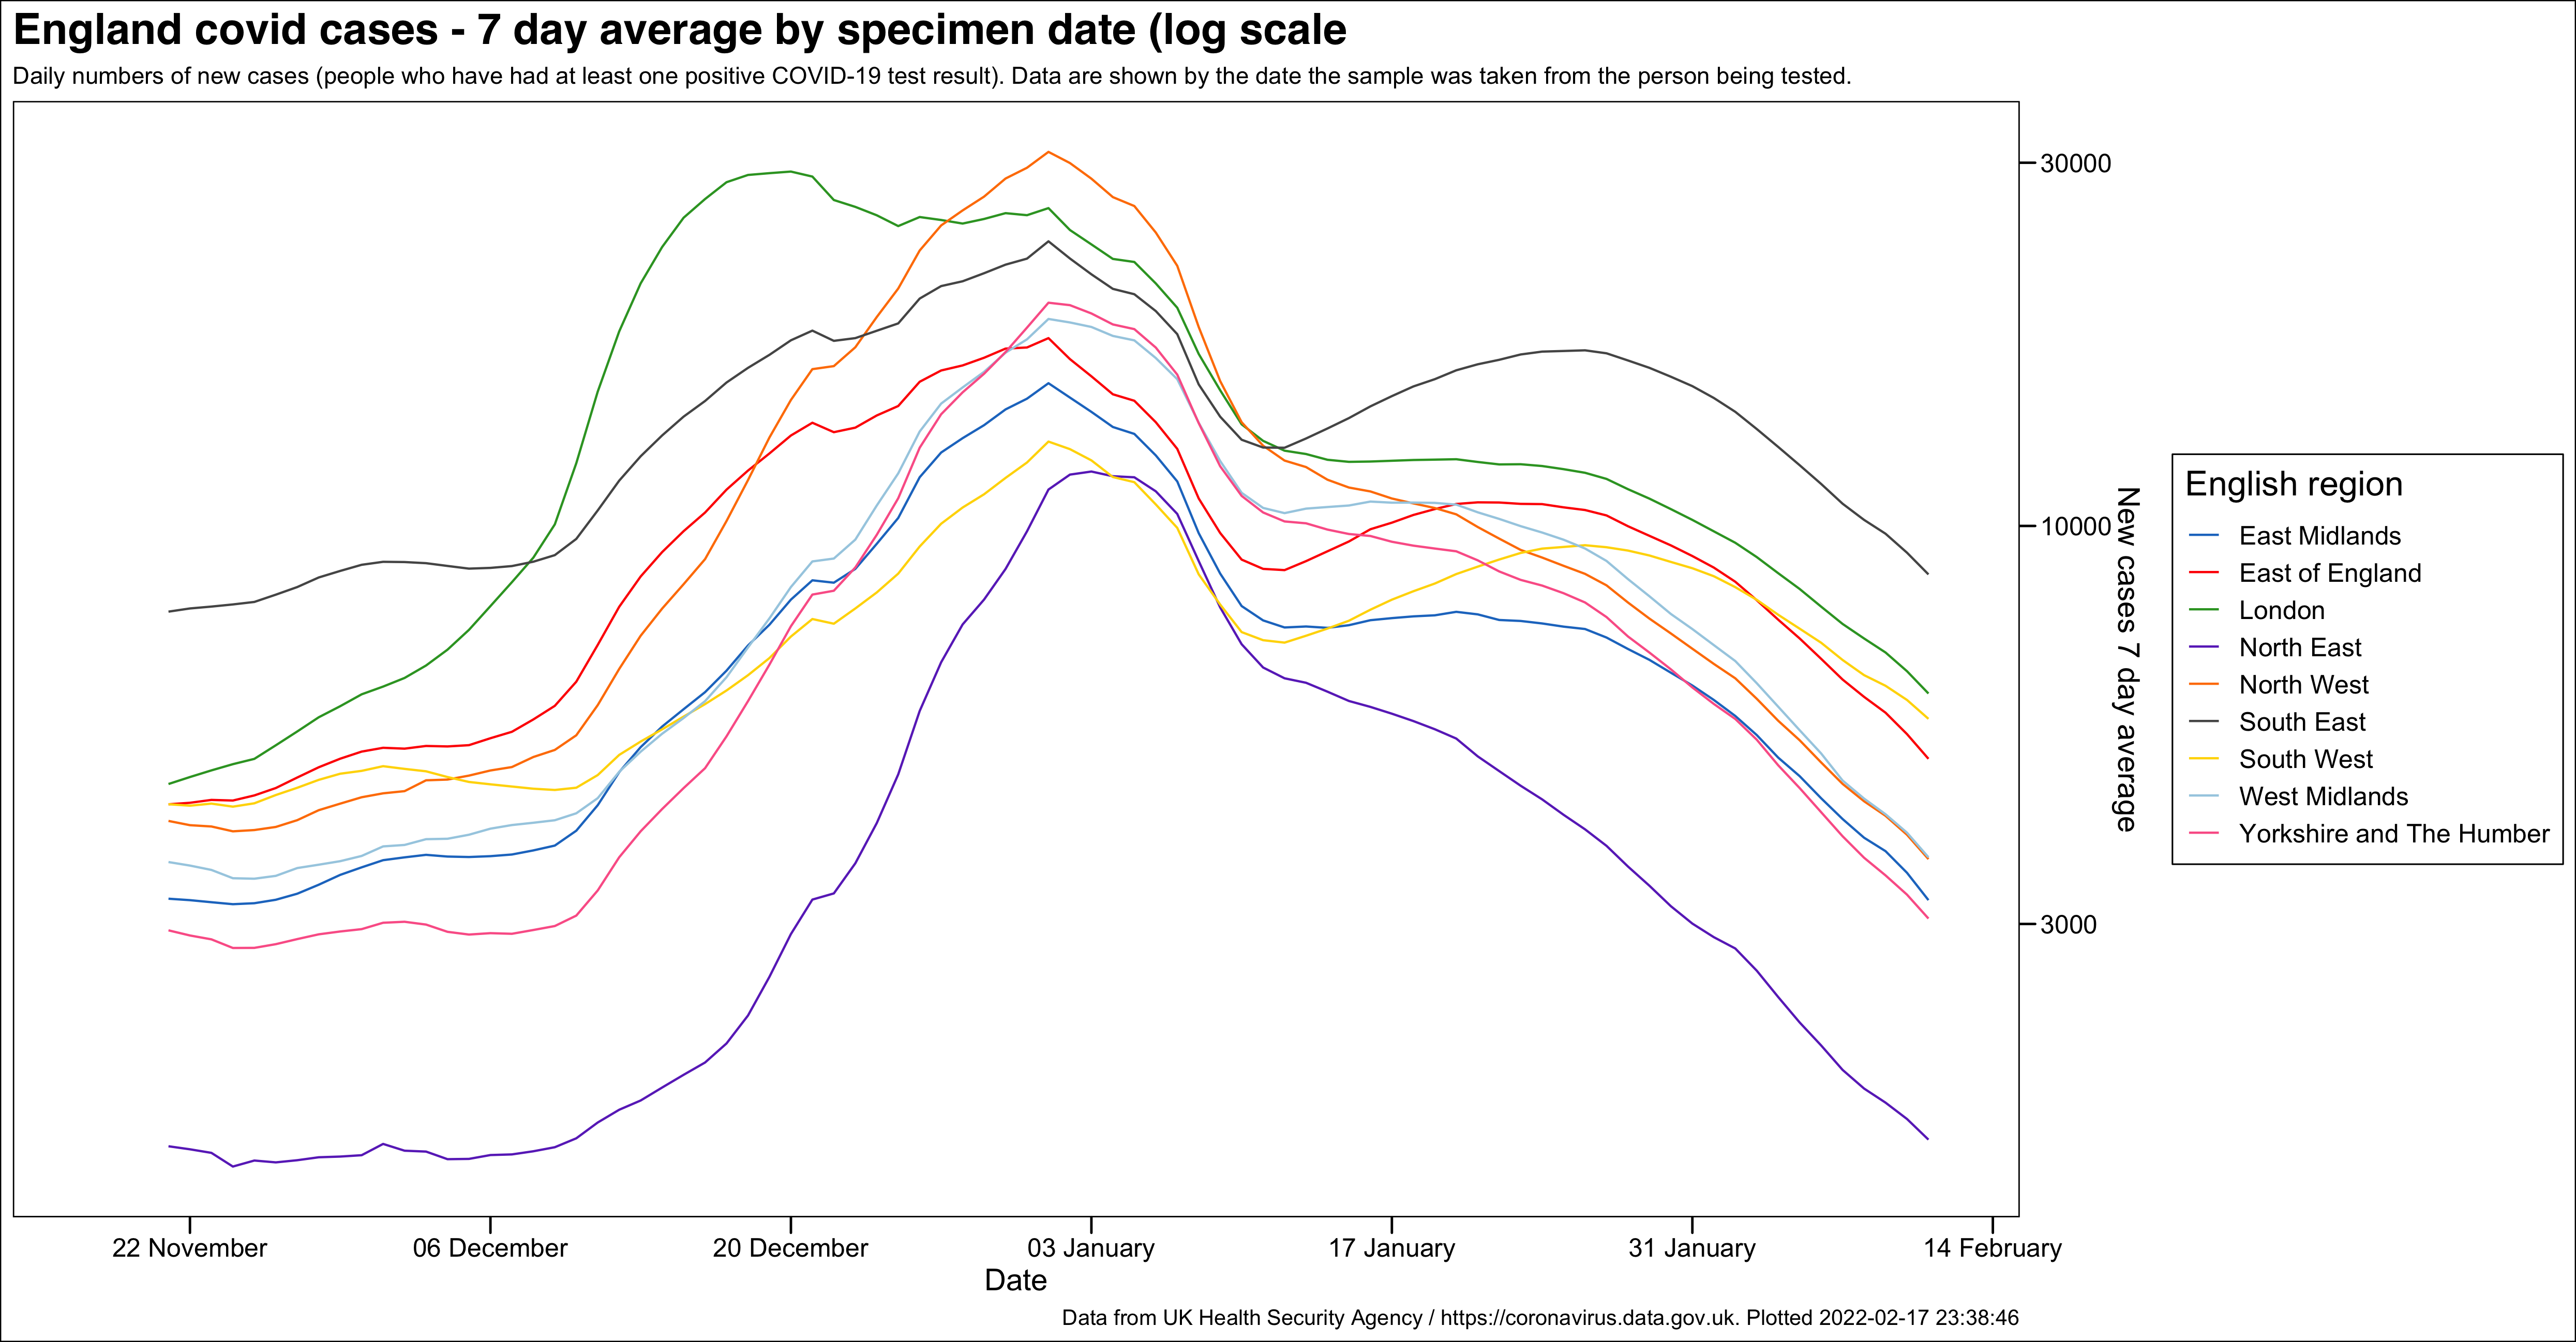 England covid cases - 7 day average by specimen date (log scale
Daily numbers of new cases (people who have had at least one positive COVID-19 test result). Data are shown by the date the sample was taken from the person being tested.
30000
10000
3000
New cases 7 day average
English region
East Midlands
East of England
London
North East
North West
South East
South West
West Midlands
Yorkshire and The Humber
22 November
06 December
20 December
03 January
17 January
31 January
14 February
Date
Data from UK Health Security Agency / https://coronavirus.data.gov.uk. Plotted 2022-02-17 23:38:46